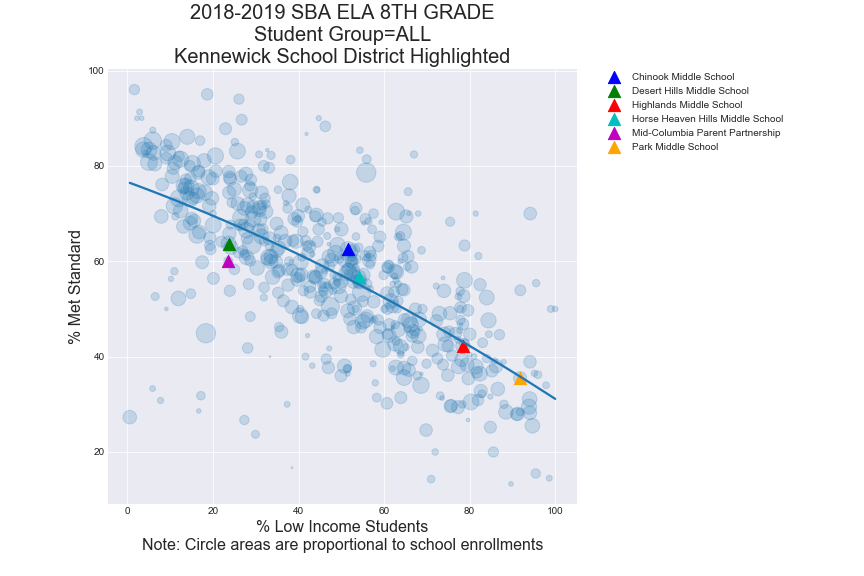 2018-2019 SBA ELA 8TH GRADE
Student Group=ALL
Kennewick School District Highlighted
100
80
60
40
20
% Met Standard
0
20
40
60
80
100
% Low Income Students
Note: Circle areas are proportional to school enrollments
Chinook Middle School
Desert Hills Middle School
Highlands Middle School
Horse Heaven Hills Middle School
Mid-Columbia Parent Partnership
Park Middle School